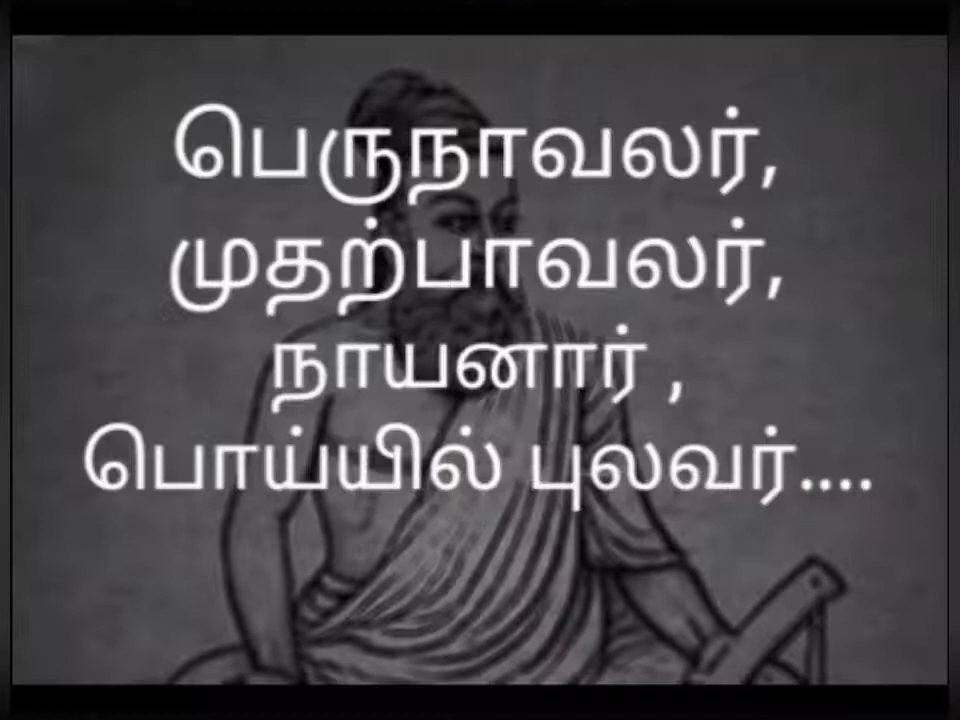 பெருநாவலர்,
முதற்பாவலர்,
நாயனார் ,
பொய்யில் புலவர்....